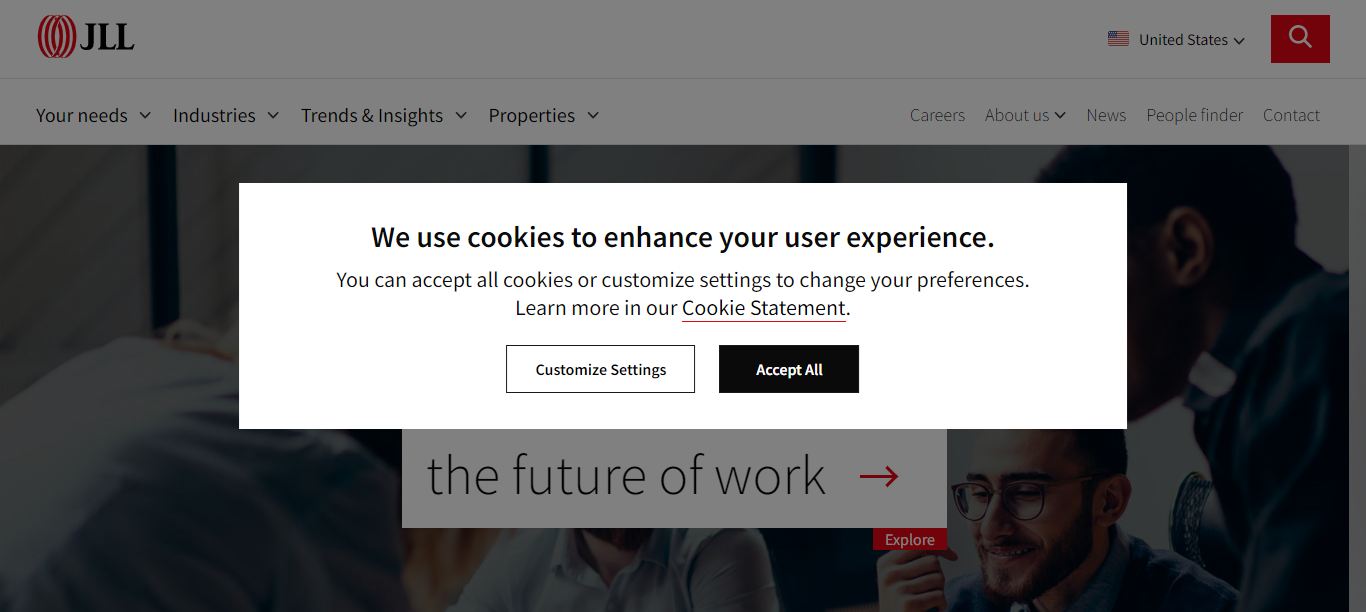 JLL
United States
Your needs Industries Trends & Insights Properties Careers About us News People finder Contact
We use cookies to enhance your user experience.
You can accept all cookies or customize settings to change your preferences.
Learn more in our Cookie Statement.
Customize Settings Accept All
the future of work
Explore